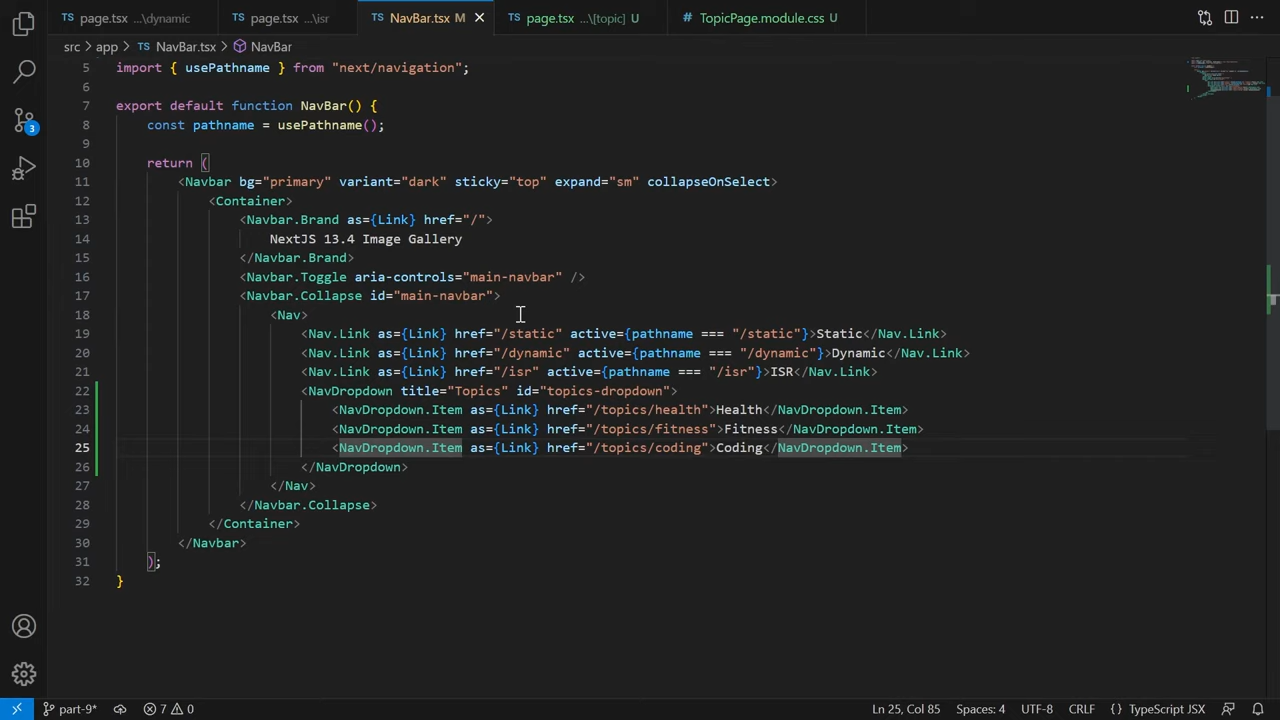 page.tsx ...\dynamic
page.tsx ...\isr
NavBar.tsx M
page.tsx ...\[topic] U
TopicPage.module.css U
src > app > NavBar.tsx > NavBar
5 import { usePathname } from "next/navigation";
6
7 export default function NavBar() {
8 const pathname = usePathname();
9
10 return (
11 <Navbar bg="primary" variant="dark" sticky="top" expand="sm" collapseOnSelect>
12 <Container>
13 <Navbar.Brand as={Link} href="/">
14 NextJS 13.4 Image Gallery
15 </Navbar.Brand>
16 <Navbar.Toggle aria-controls="main-navbar" />
17 <Navbar.Collapse id="main-navbar">
18 <Nav>
19 <Nav.Link as={Link} href="/static" active={pathname === "/static"}>Static</Nav.Link>
20 <Nav.Link as={Link} href="/dynamic" active={pathname === "/dynamic"}>Dynamic</Nav.Link>
21 <Nav.Link as={Link} href="/isr" active={pathname === "/isr"}>ISR</Nav.Link>
22 <NavDropdown title="Topics" id="topics-dropdown">
23 <NavDropdown.Item as={Link} href="/topics/health">Health</NavDropdown.Item>
24 <NavDropdown.Item as={Link} href="/topics/fitness">Fitness</NavDropdown.Item>
25 <NavDropdown.Item as={Link} href="/topics/coding">Coding</NavDropdown.Item>
26 </NavDropdown>
27 </Nav>
28 </Navbar.Collapse>
29 </Container>
30 </Navbar>
31 );
32 }
3
part-9* 7 0 Ln 25, Col 85 Spaces: 4 UTF-8 CRLF {} TypeScript JSX